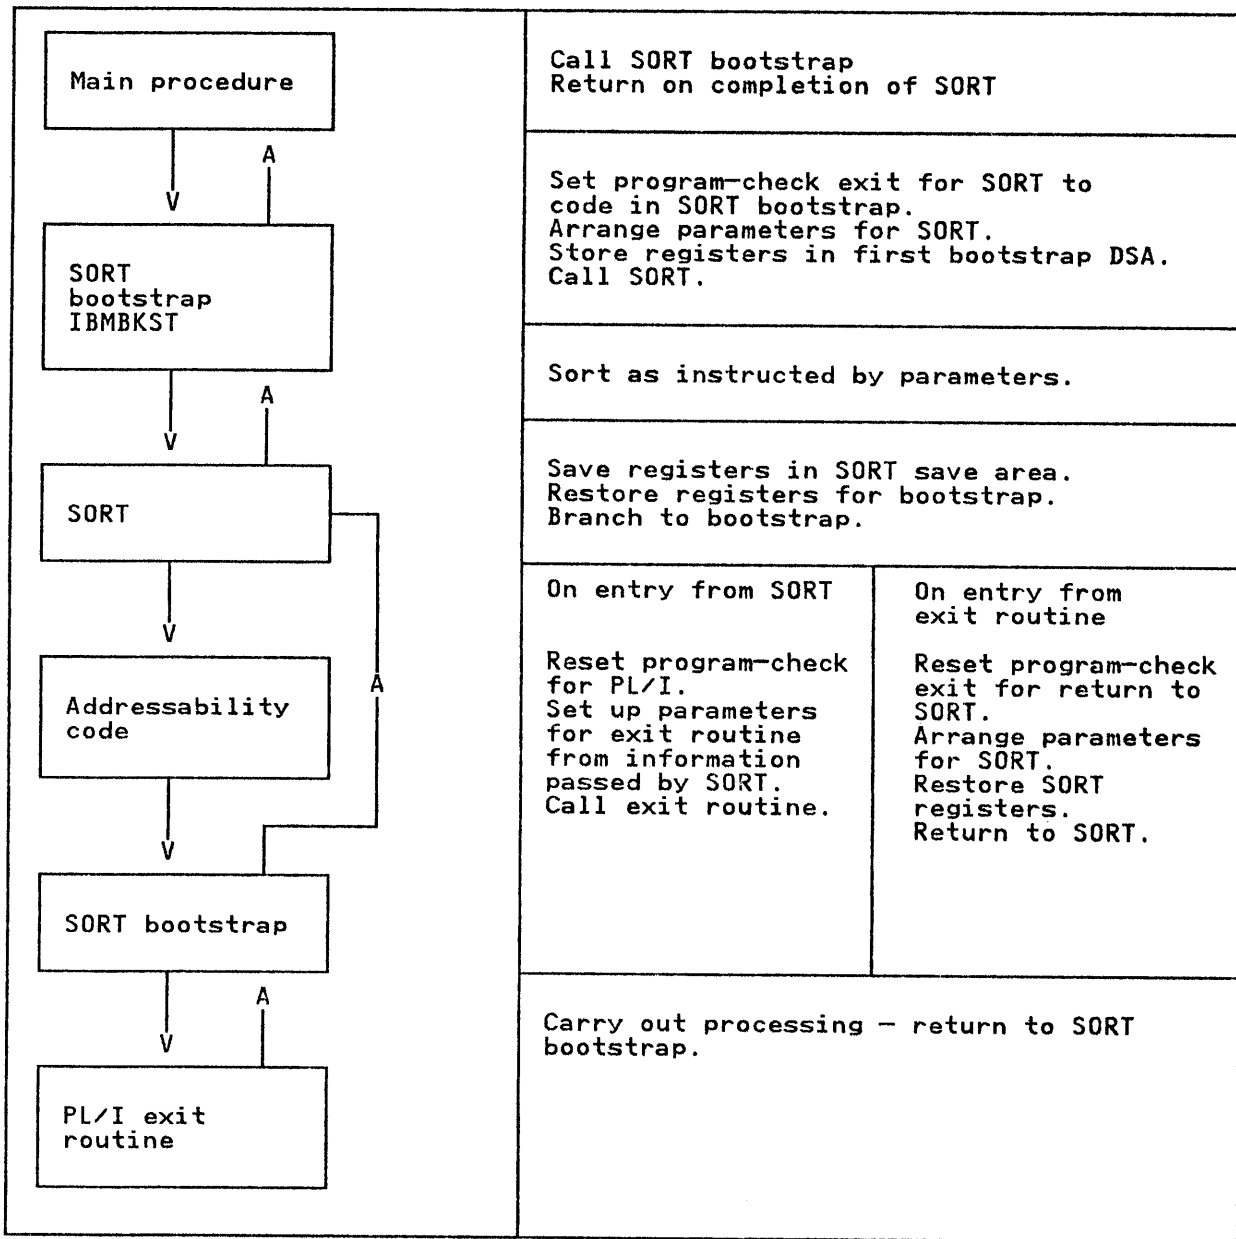 Main procedure
Call SORT bootstrap
Return on completion of SORT
A
V
Set program-check exit for SORT to
code in SORT bootstrap.
Arrange parameters for SORT.
Store registers in first bootstrap DSA.
Call SORT.
SORT
bootstrap
IBMBKST
Sort as instructed by parameters.
A
V
SORT
Save registers in SORT save area.
Restore registers for bootstrap.
Branch to bootstrap.
V
Addressability
code
A
On entry from SORT
Reset program-check
for PL/I.
Set up parameters
for exit routine
from information
passed by SORT.
Call exit routine.
On entry from
exit routine
Reset program-check
exit for return to
SORT.
Arrange parameters
for SORT.
Restore SORT
registers.
Return to SORT.
V
SORT bootstrap
A
V
Carry out processing — return to SORT
bootstrap.
PL/I exit
routine